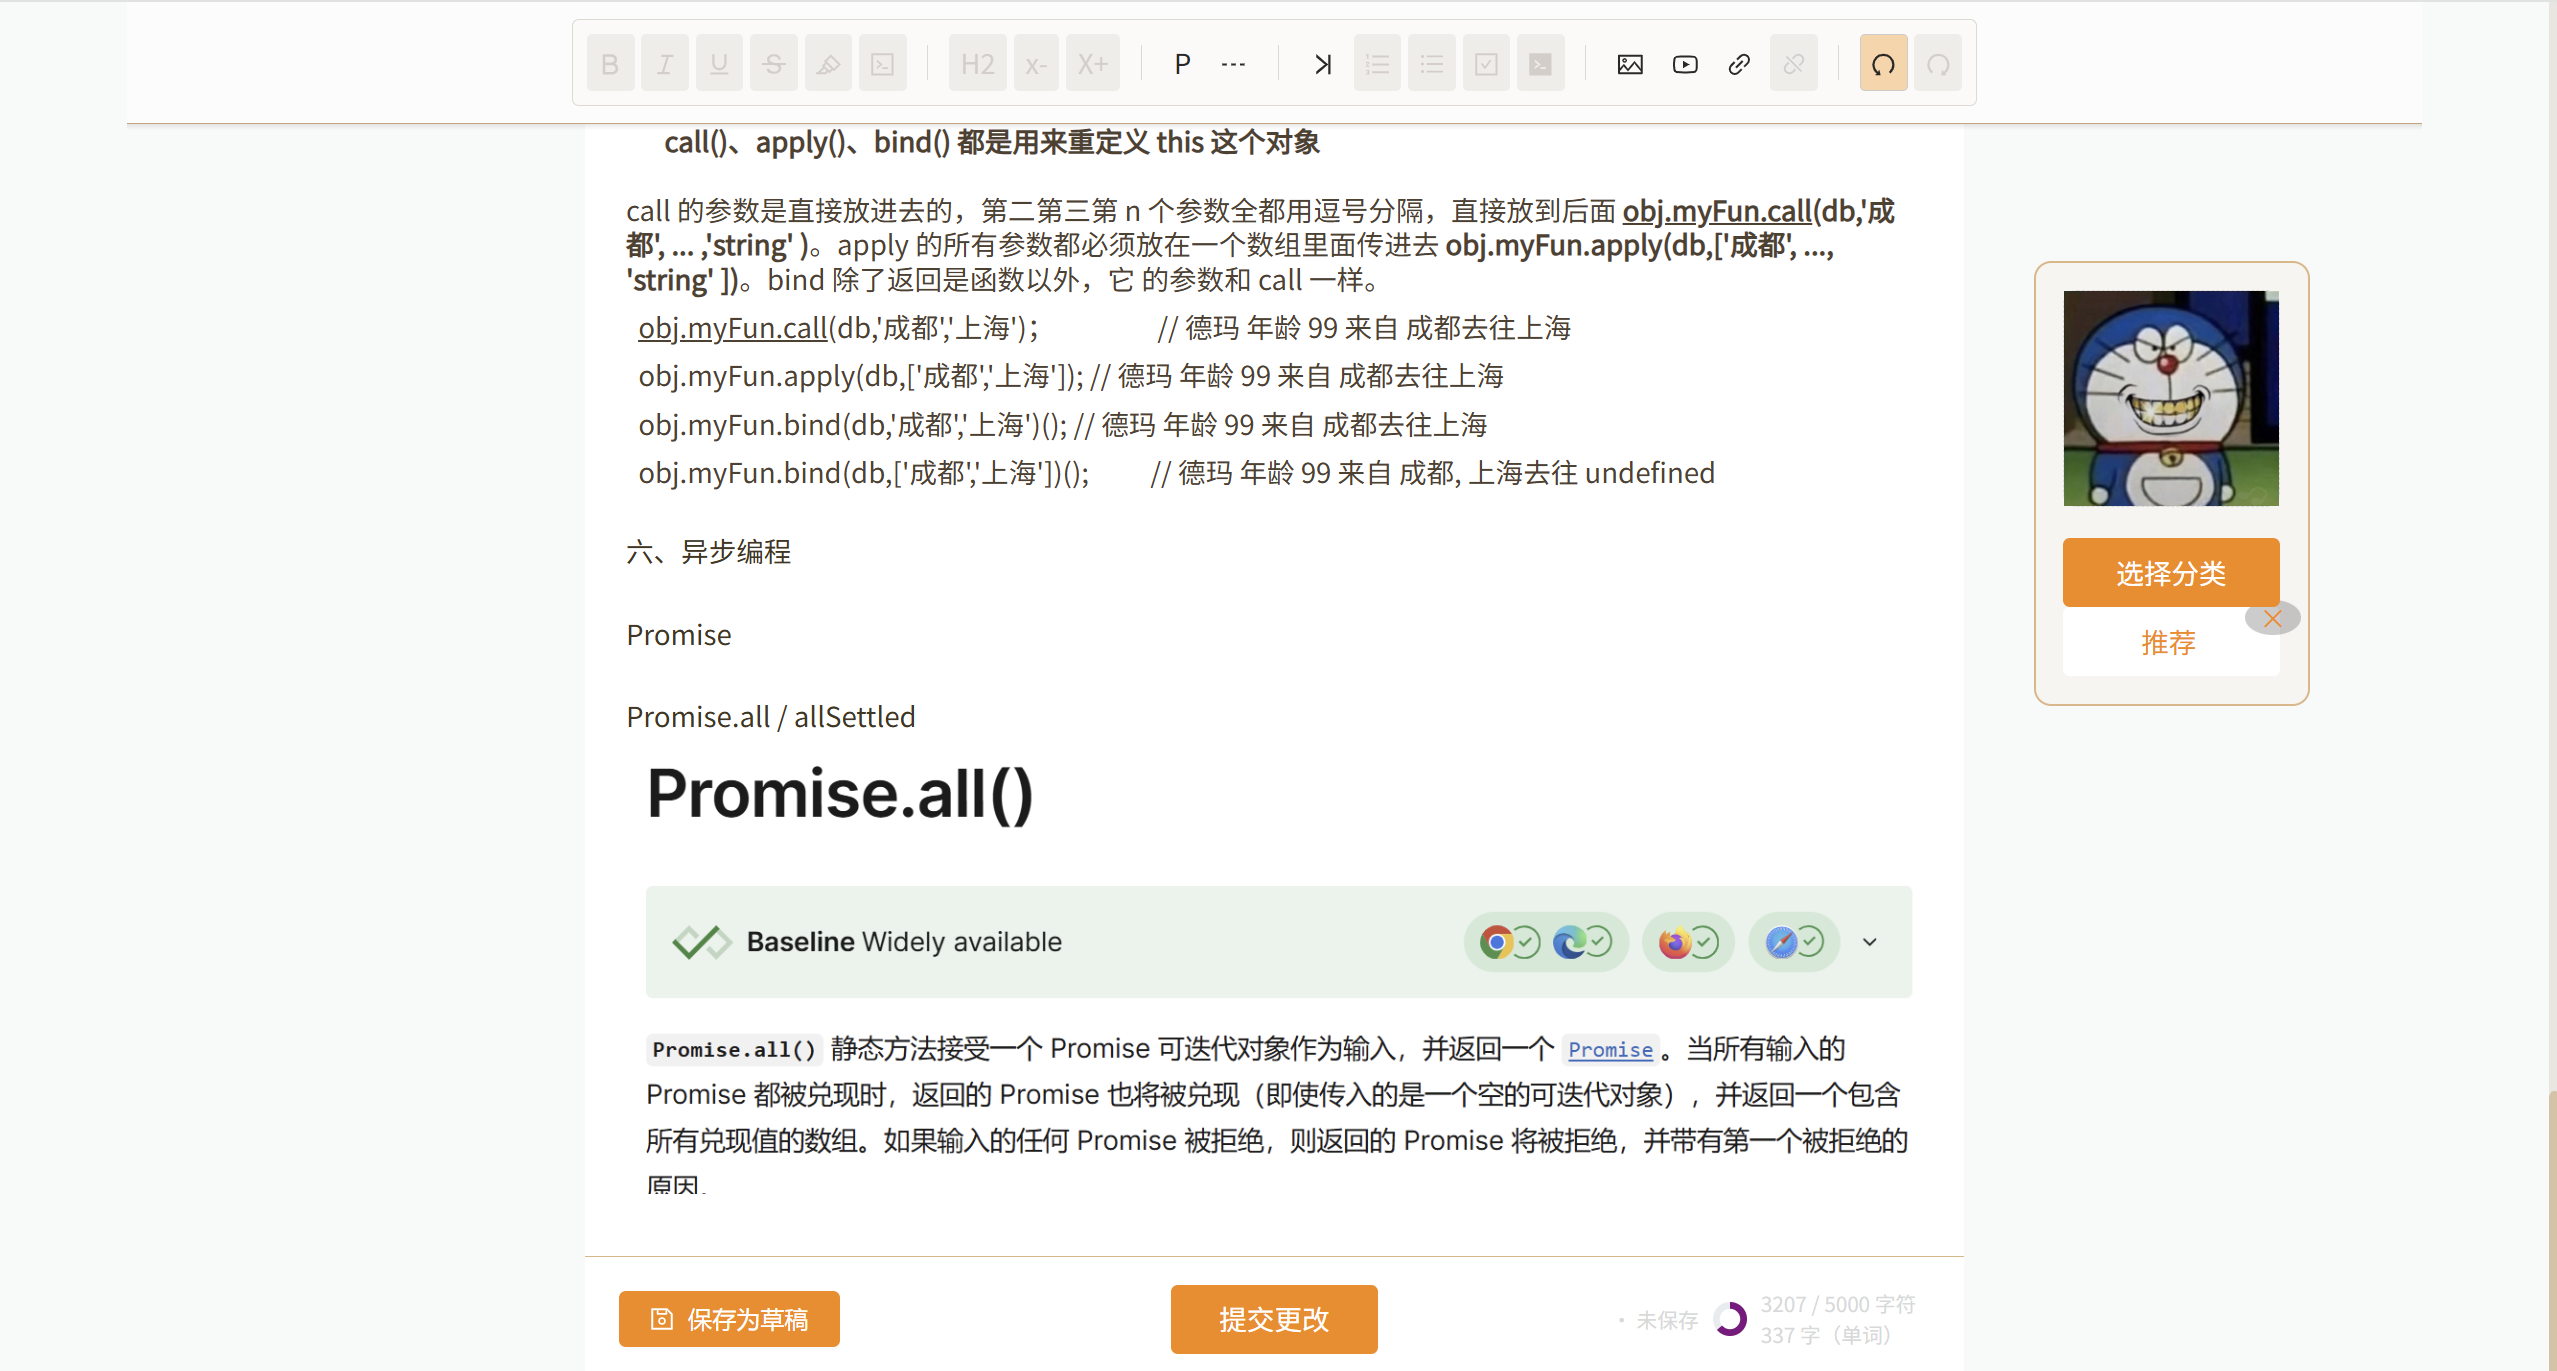 B I U S H2 x- X+ P ---
call()、apply()、bind() 都是用来重定义 this 这个对象
call 的参数是直接放进去的，第二第三第 n 个参数全都用逗号分隔，直接放到后面 obj.myFun.call(db,'成
都', ... ,'string' )。apply 的所有参数都必须放在一个数组里面传进去 obj.myFun.apply(db,['成都', ...,
'string' ])。bind 除了返回是函数以外，它 的参数和 call 一样。
obj.myFun.call(db,'成都','上海')； // 德玛 年龄 99 来自 成都去往上海
obj.myFun.apply(db,['成都','上海']); // 德玛 年龄 99 来自 成都去往上海
obj.myFun.bind(db,'成都','上海')(); // 德玛 年龄 99 来自 成都去往上海
obj.myFun.bind(db,['成都','上海'])(); // 德玛 年龄 99 来自 成都, 上海去往 undefined
六、异步编程
Promise
Promise.all / allSettled
Promise.all()
Baseline Widely available
Promise.all() 静态方法接受一个 Promise 可迭代对象作为输入，并返回一个 Promise 。当所有输入的
Promise 都被兑现时，返回的 Promise 也将被兑现（即使传入的是一个空的可迭代对象），并返回一个包含
所有兑现值的数组。如果输入的任何 Promise 被拒绝，则返回的 Promise 将被拒绝，并带有第一个被拒绝的
原因。
选择分类
推荐
保存为草稿
提交更改
• 未保存
3207 / 5000 字符
337 字（单词）